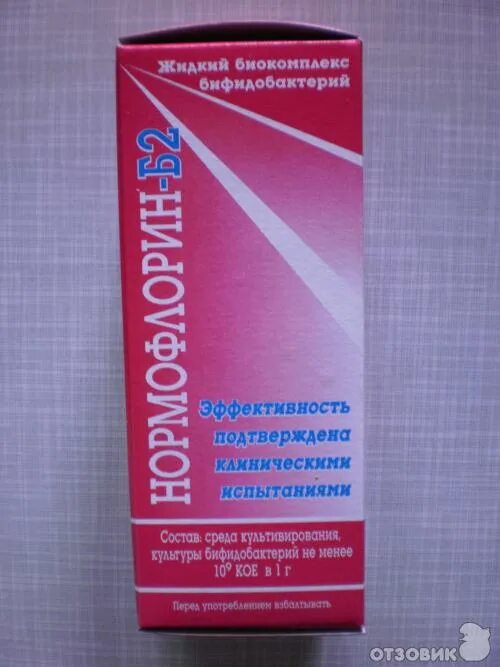 Жидкий биокомплекс
бифидобактерий
НОРМОФЛОРИН-Б2
Эффективность
подтверждена
клиническими
испытаниями
Состав: среда культивирования,
культуры бифидобактерий не менее
10⁹ КОЕ в 1 г
Перед употреблением взбалтывать
ОТЗОВИК